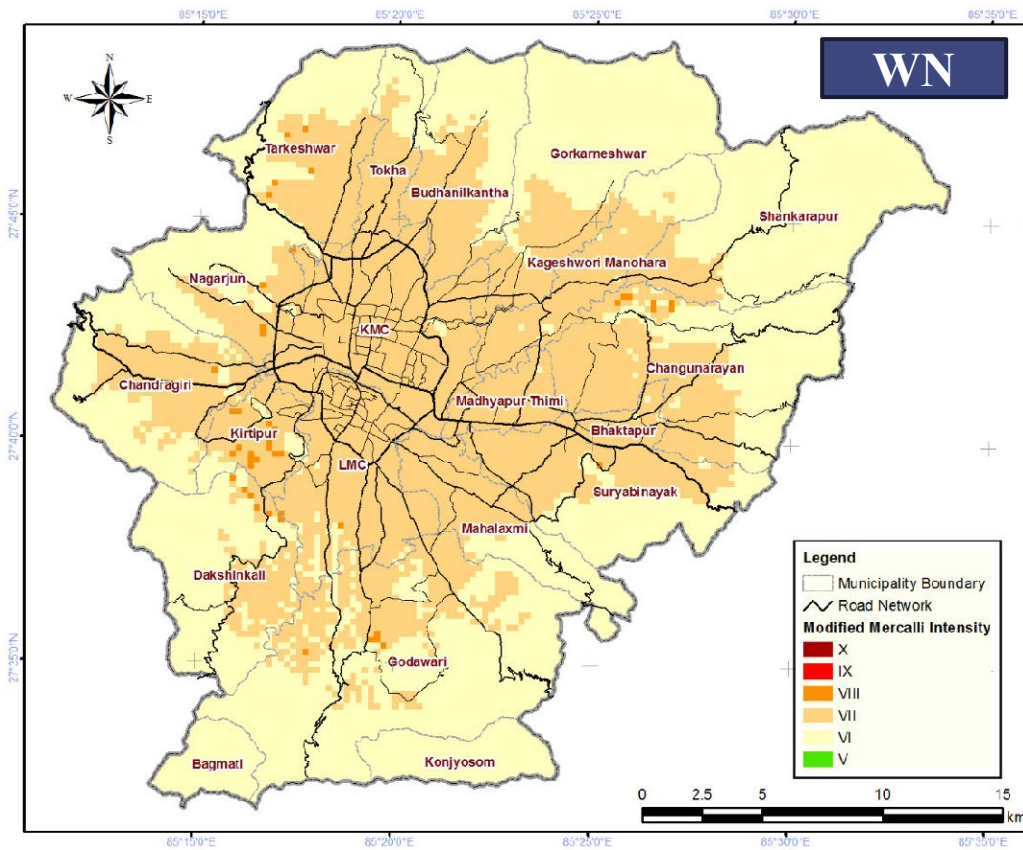 85°15'0"E 85°20'0"E 85°25'0"E 85°30'0"E 85°35'0"E
WN
N
W E
S
Tarkeshwar
Tokha
Gorkarneshwar
Budhanilkantha
27°45'0"N
Shankarapur
Kageshwori Manohara
Nagarjun
KMC
Changunarayan
Chandragiri
Madhyapur Thimi
Bhaktapur
Kirtipur
27°40'0"N
LMC
Suryabinayak
Mahalaxmi
Dakshinkali
27°35'0"N
Godawari
Bagmati
Konjyosom
Legend
Municipality Boundary
Road Network
Modified Mercalli Intensity
X
IX
VIII
VII
VI
V
0 2.5 5 10 15
km
85°15'0"E 85°20'0"E 85°25'0"E 85°30'0"E 85°35'0"E